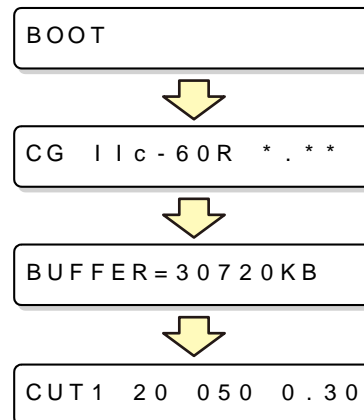 BOOT
CG IIc-60R *.**
BUFFER=30720KB
CUT1 20 050 0.30